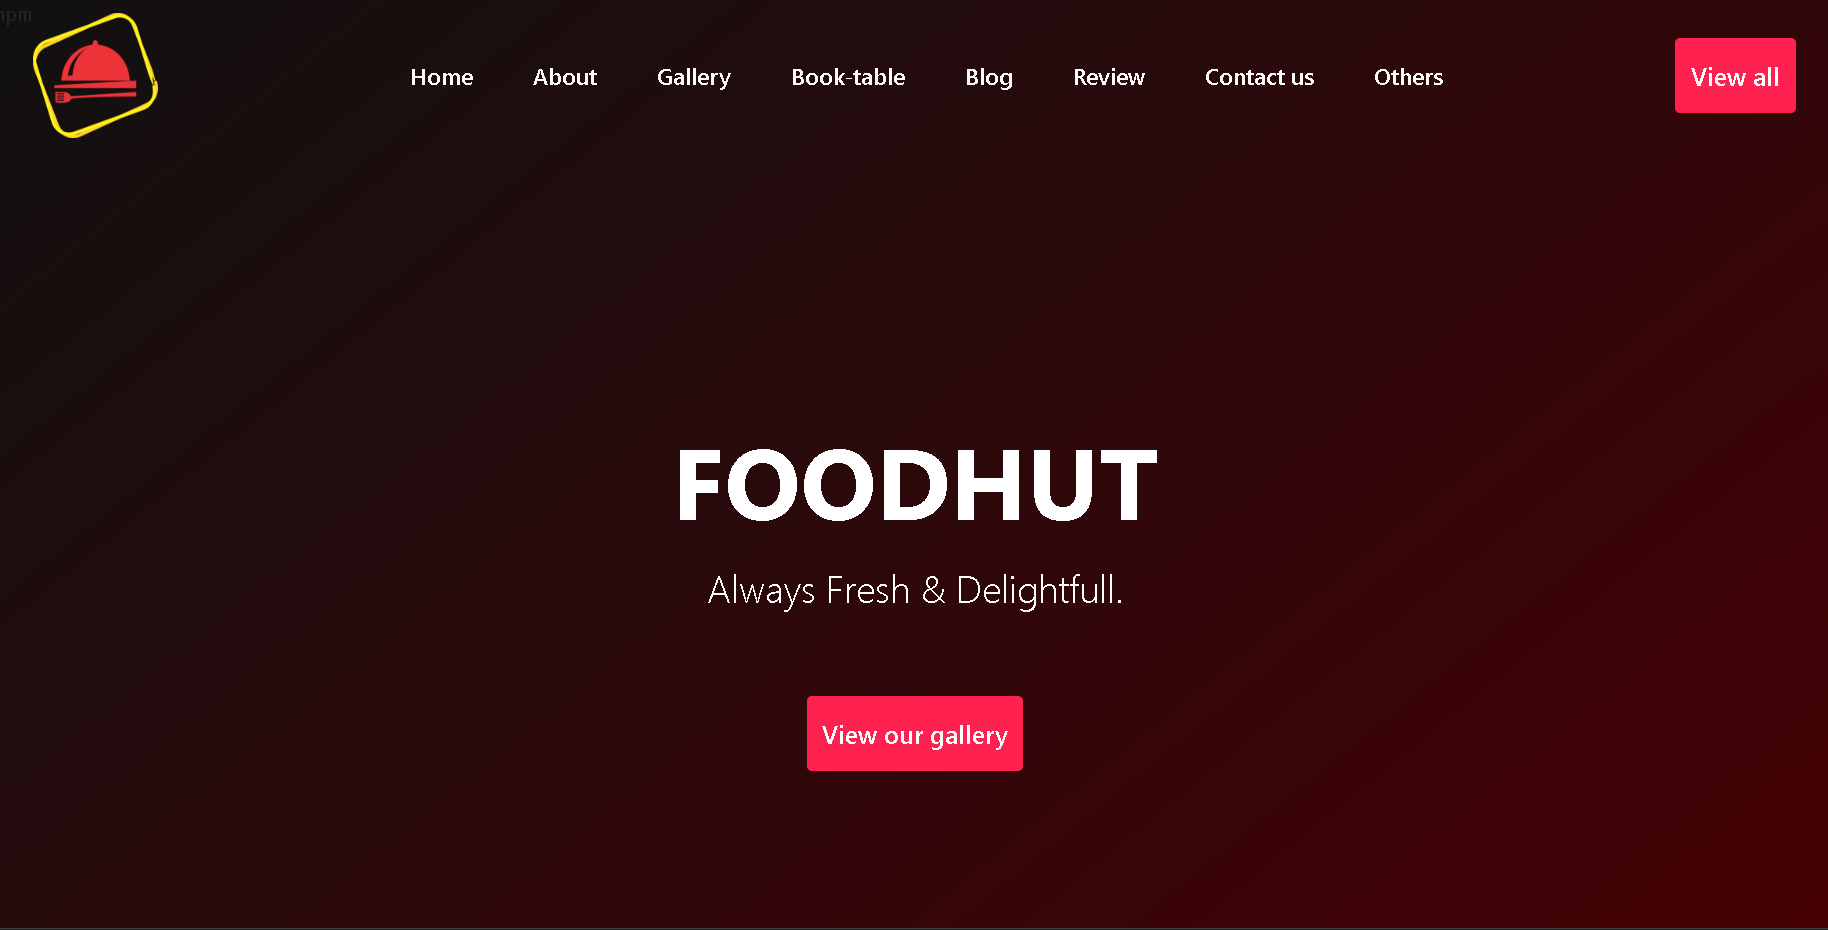 npm
Home About Gallery Book-table Blog Review Contact us Others View all
FOODHUT
Always Fresh & Delightfull.
View our gallery